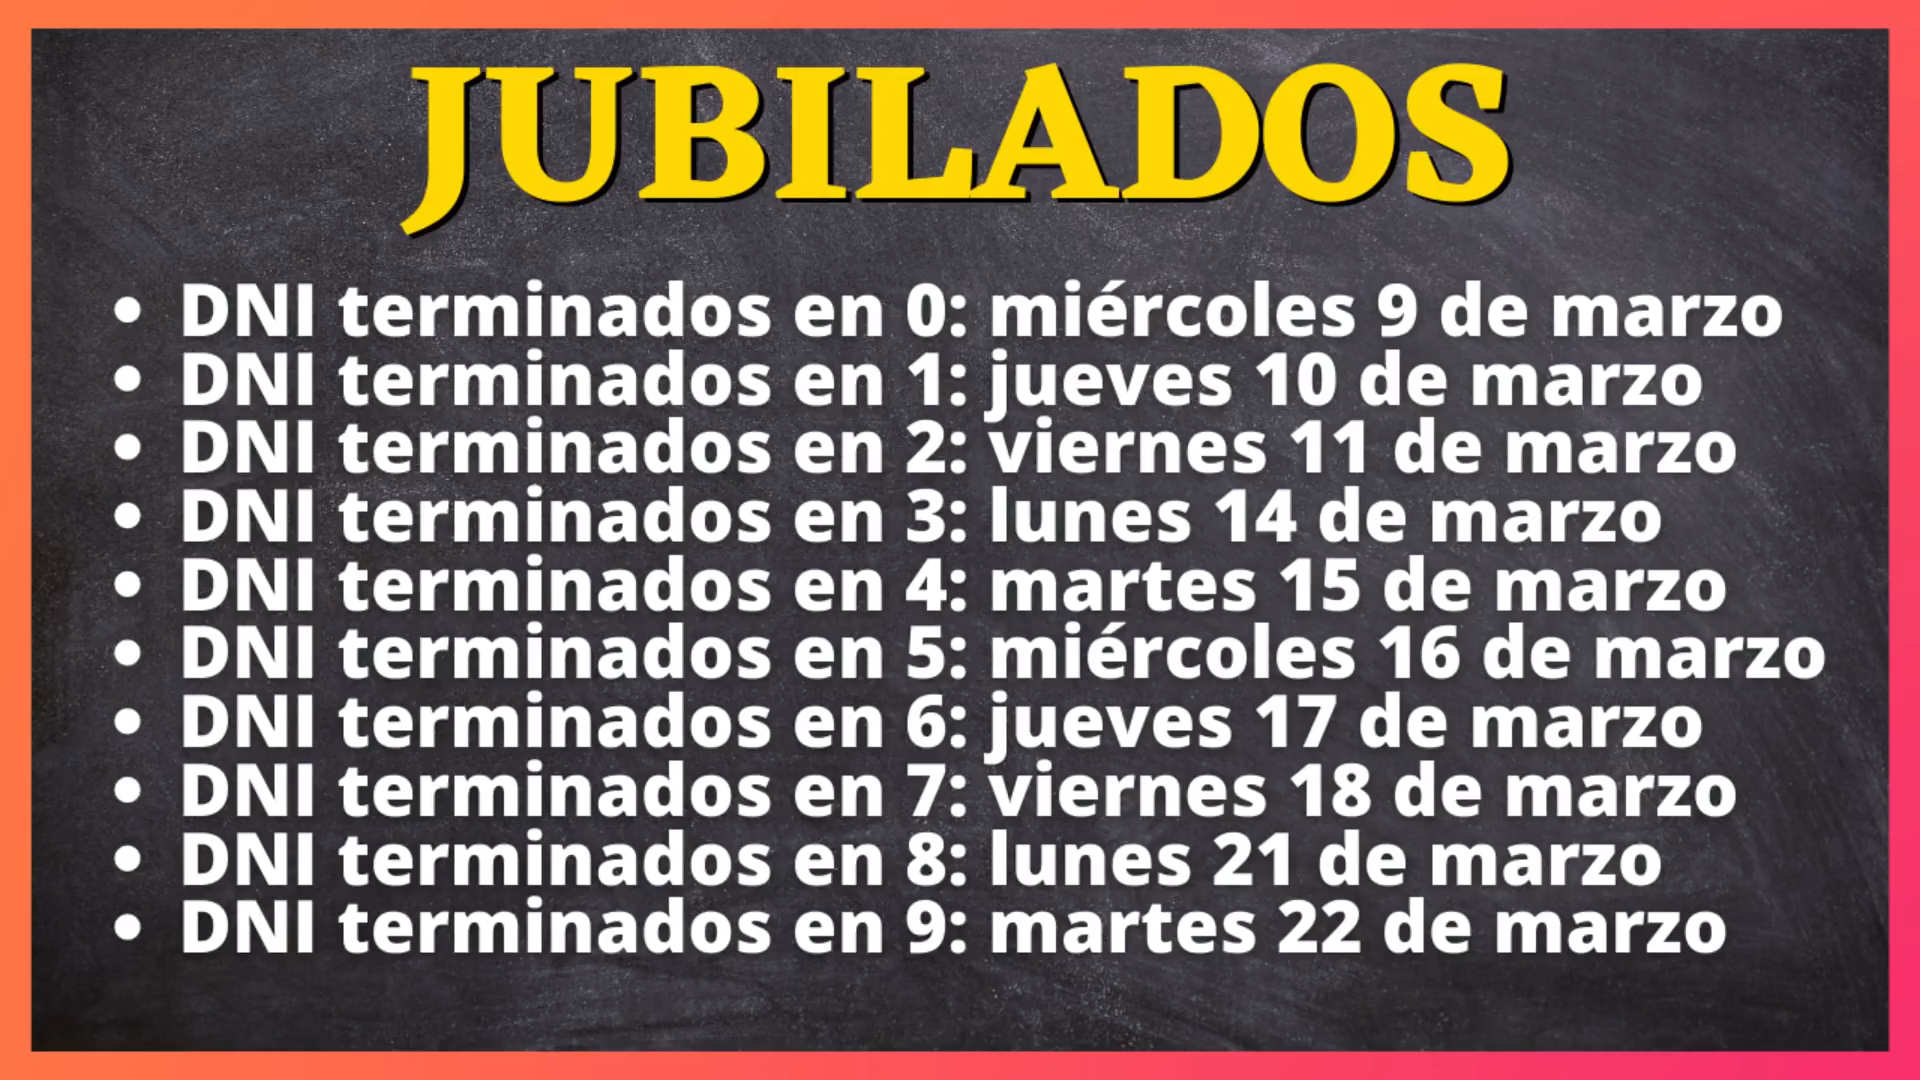 JUBILADOS
• DNI terminados en 0: miércoles 9 de marzo
• DNI terminados en 1: jueves 10 de marzo
• DNI terminados en 2: viernes 11 de marzo
• DNI terminados en 3: lunes 14 de marzo
• DNI terminados en 4: martes 15 de marzo
• DNI terminados en 5: miércoles 16 de marzo
• DNI terminados en 6: jueves 17 de marzo
• DNI terminados en 7: viernes 18 de marzo
• DNI terminados en 8: lunes 21 de marzo
• DNI terminados en 9: martes 22 de marzo